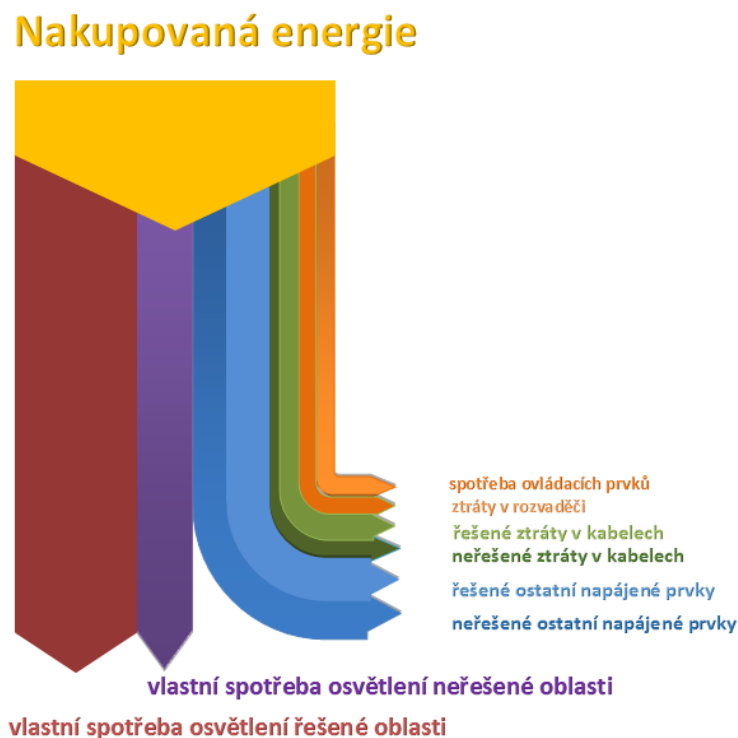 Nakupovaná energie
spotřeba ovládacích prvků
ztráty v rozvaděči
řešené ztráty v kabelech
neřešené ztráty v kabelech
řešené ostatní napájené prvky
neřešené ostatní napájené prvky
vlastní spotřeba osvětlení neřešené oblasti
vlastní spotřeba osvětlení řešené oblasti